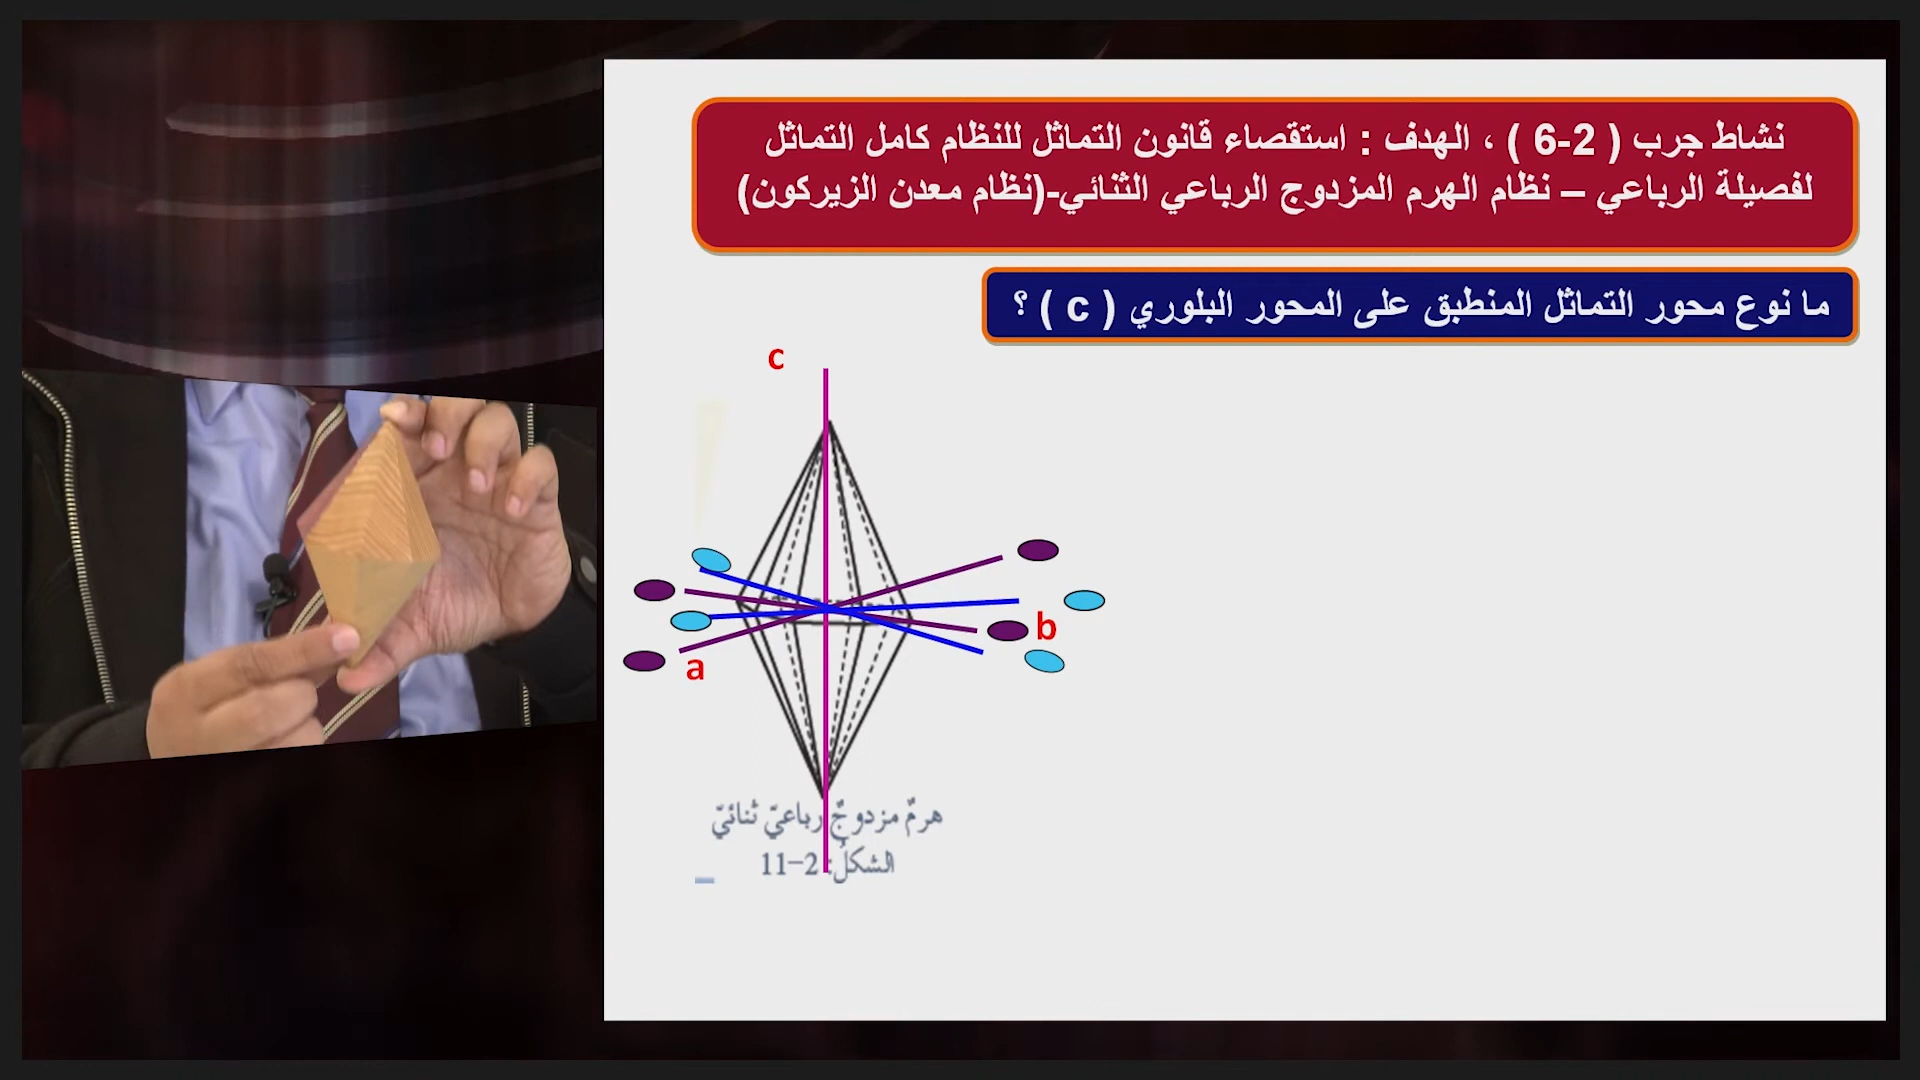 نشاط جرب ( 2-6 ) ، الهدف : استقصاء قانون التماثل للنظام كامل التماثل
لفصيلة الرباعي – نظام الهرم المزدوج الرباعي الثنائي-(نظام معدن الزيركون)
ما نوع محور التماثل المنطبق على المحور البلوري ( c ) ؟
c
b
a
هرمٌ مزدوجٌ رباعيّ ثنائيّ
الشكلُ: 2–11